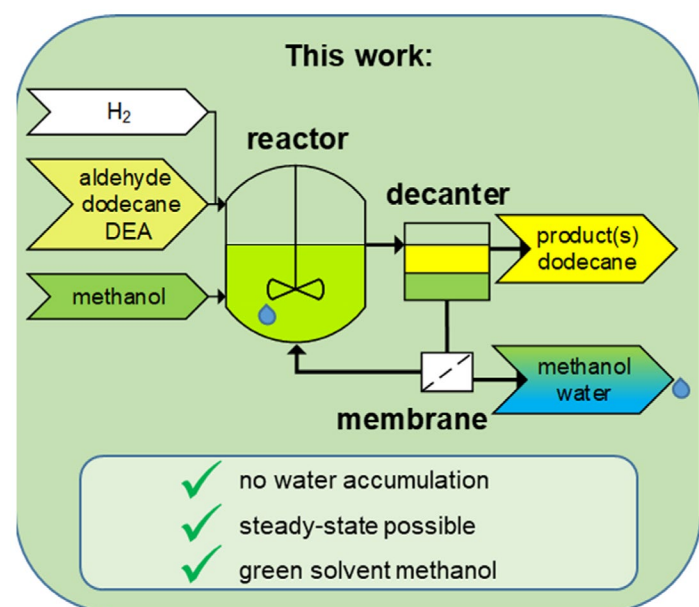 This work:
H₂
reactor
aldehyde
dodecane
DEA
decanter
product(s)
dodecane
methanol
methanol
water
membrane
no water accumulation
steady-state possible
green solvent methanol